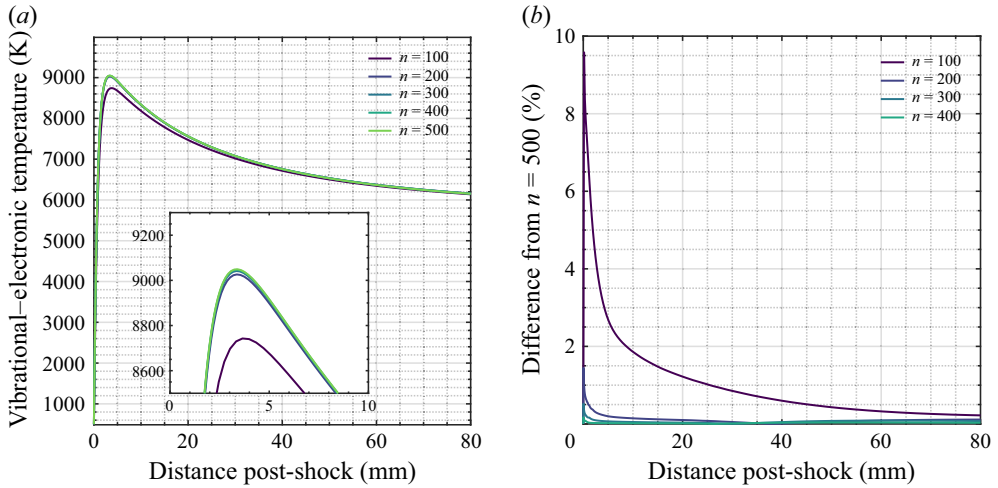 (a)
Vibrational–electronic temperature (K)
9000
8000
7000
6000
5000
4000
3000
2000
1000
n = 100
n = 200
n = 300
n = 400
n = 500
9200
9000
8800
8600
0
5
10
0
20
40
60
80
Distance post-shock (mm)
(b)
Difference from n = 500 (%)
10
8
6
4
2
n = 100
n = 200
n = 300
n = 400
0
20
40
60
80
Distance post-shock (mm)